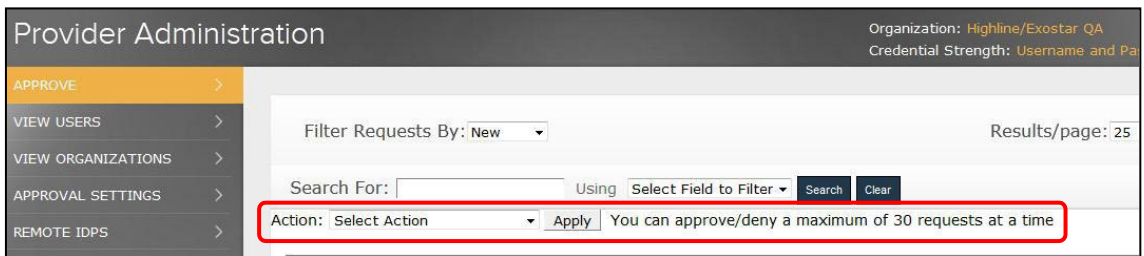 Provider Administration
Organization: Highline/Exostar QA
Credential Strength: Username and
APPROVE
VIEW USERS
VIEW ORGANIZATIONS
APPROVAL SETTINGS
REMOTE IDPS
Filter Requests By: New
Results/page: 25
Search For: Using Select Field to Filter Search Clear
Action: Select Action Apply You can approve/deny a maximum of 30 requests at a time